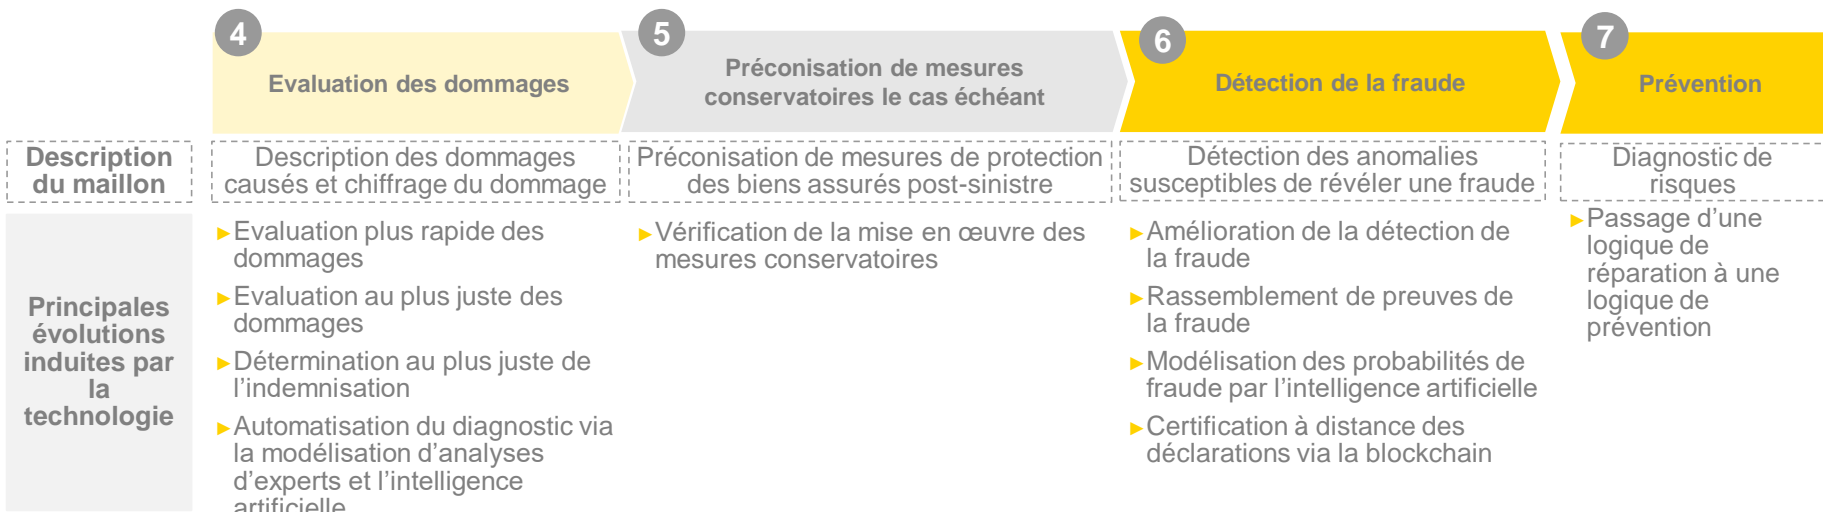 4
Evaluation des dommages
5
Préconisation de mesures
conservatoires le cas échéant
6
Détection de la fraude
7
Prévention
Description
du maillon
Description des dommages
causés et chiffrage du dommage
Préconisation de mesures de protection
des biens assurés post-sinistre
Détection des anomalies
susceptibles de révéler une fraude
Diagnostic de
risques
Principales
évolutions
induites par
la
technologie
►Evaluation plus rapide des
dommages
►Evaluation au plus juste des
dommages
►Détermination au plus juste de
l’indemnisation
►Automatisation du diagnostic via
la modélisation d’analyses
d’experts et l’intelligence
artificielle
►Vérification de la mise en œuvre des
mesures conservatoires
►Amélioration de la détection de
la fraude
►Rassemblement de preuves de
la fraude
►Modélisation des probabilités de
fraude par l’intelligence artificielle
►Certification à distance des
déclarations via la blockchain
►Passage d’une
logique de
réparation à une
logique de
prévention